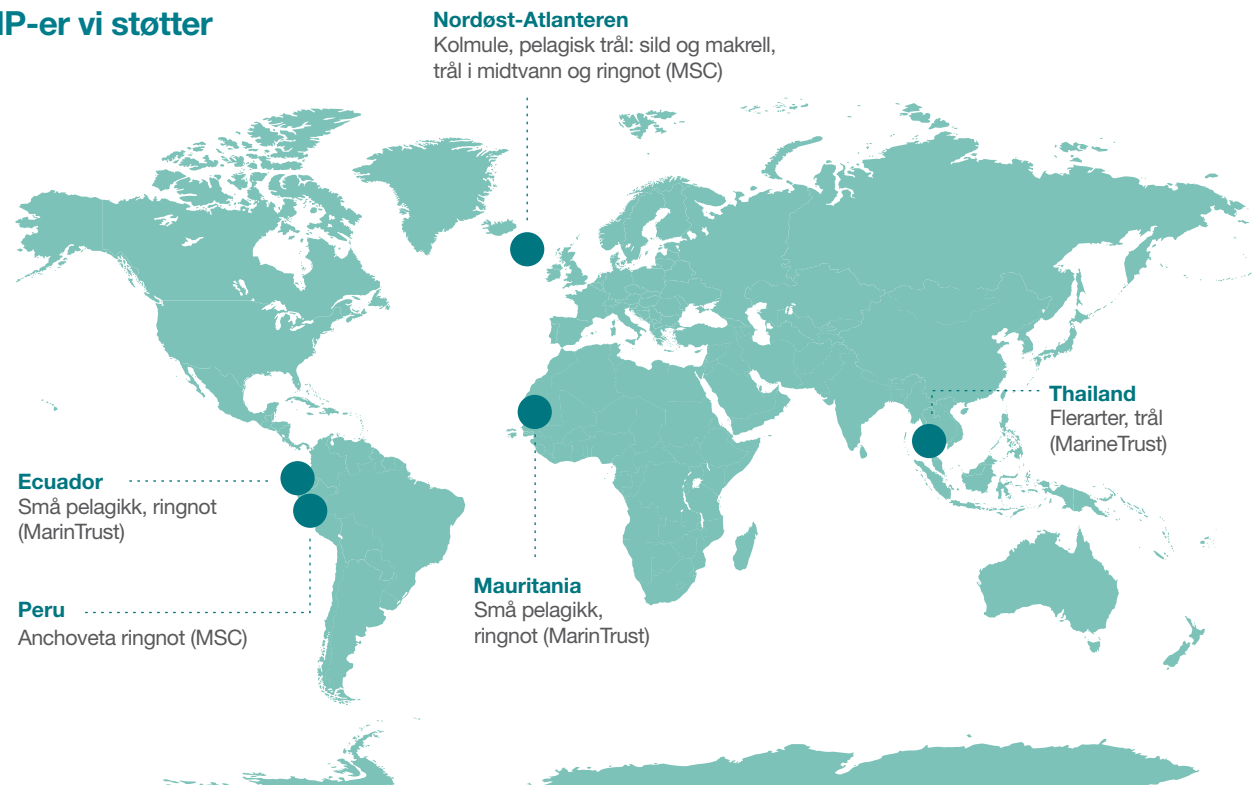 IP-er vi støtter
Nordøst-Atlanteren
Kolmule, pelagisk trål: sild og makrell,
trål i midtvann og ringnot (MSC)
Thailand
Flerarter, trål
(MarineTrust)
Ecuador
Små pelagikk, ringnot
(MarinTrust)
Mauritania
Små pelagikk,
ringnot (MarinTrust)
Peru
Anchoveta ringnot (MSC)